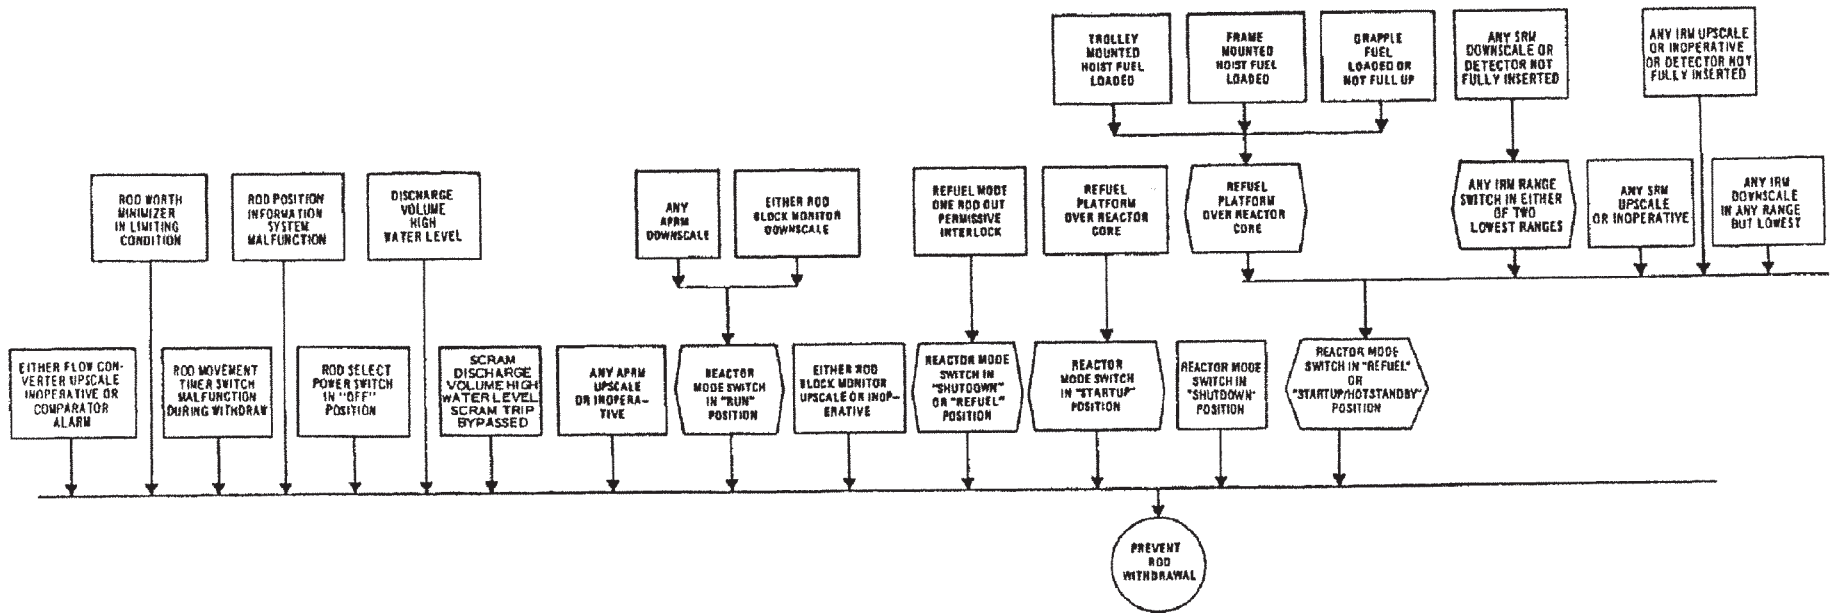 TROLLEY
MOUNTED
HOIST FUEL
LOADED
FRAME
MOUNTED
HOIST FUEL
LOADED
GRAPPLE
FUEL
LOADED OR
NOT FULL UP
ANY SRM
DOWNSCALE OR
DETECTOR NOT
FULLY INSERTED
ANY IRM UPSCALE
OR INOPERATIVE
OR DETECTOR NOT
FULLY INSERTED
ROD WORTH
MINIMIZER
IN LIMITING
CONDITION
ROD POSITION
INFORMATION
SYSTEM
MALFUNCTION
DISCHARGE
VOLUME
HIGH
WATER LEVEL
ANY
APRM
DOWNSCALE
EITHER ROD
BLOCK MONITOR
DOWNSCALE
REFUEL MODE
ONE ROD OUT
PERMISSIVE
INTERLOCK
REFUEL
PLATFORM
OVER REACTOR
CORE
REFUEL
PLATFORM
OVER REACTOR
CORE
ANY IRM RANGE
SWITCH IN EITHER
OF TWO
LOWEST RANGES
ANY SRM
UPSCALE
OR INOPERATIVE
ANY IRM
DOWNSCALE
IN ANY RANGE
BUT LOWEST
EITHER FLOW CON-
VERTER UPSCALE
INOPERATIVE OR
COMPARATOR
ALARM
ROD MOVEMENT
TIMER SWITCH
MALFUNCTION
DURING WITHDRAW
ROD SELECT
POWER SWITCH
IN "OFF"
POSITION
SCRAM
DISCHARGE
VOLUME HIGH
WATER LEVEL
SCRAM TRIP
BYPASSED
ANY APRM
UPSCALE
OR INOPERA-
TIVE
REACTOR
MODE SWITCH
IN "RUN"
POSITION
EITHER ROD
BLOCK MONITOR
UPSCALE OR INOP-
ERATIVE
REACTOR MODE
SWITCH IN
"SHUTDOWN"
OR "REFUEL"
POSITION
REACTOR
MODE SWITCH
IN "STARTUP"
POSITION
REACTOR MODE
SWITCH IN
"SHUTDOWN"
POSITION
REACTOR MODE
SWITCH IN "REFUEL"
OR
"STARTUP/HOTSTANDBY"
POSITION
PREVENT
ROD
WITHDRAWAL